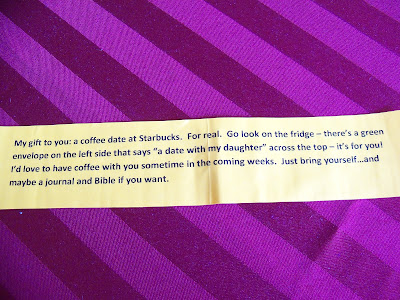 My gift to you: a coffee date at Starbucks.  For real.  Go look on the fridge – there's a green
envelope on the left side that says "a date with my daughter" across the top – it's for you!
I'd love to have coffee with you sometime in the coming weeks.  Just bring yourself...and
maybe a journal and Bible if you want.